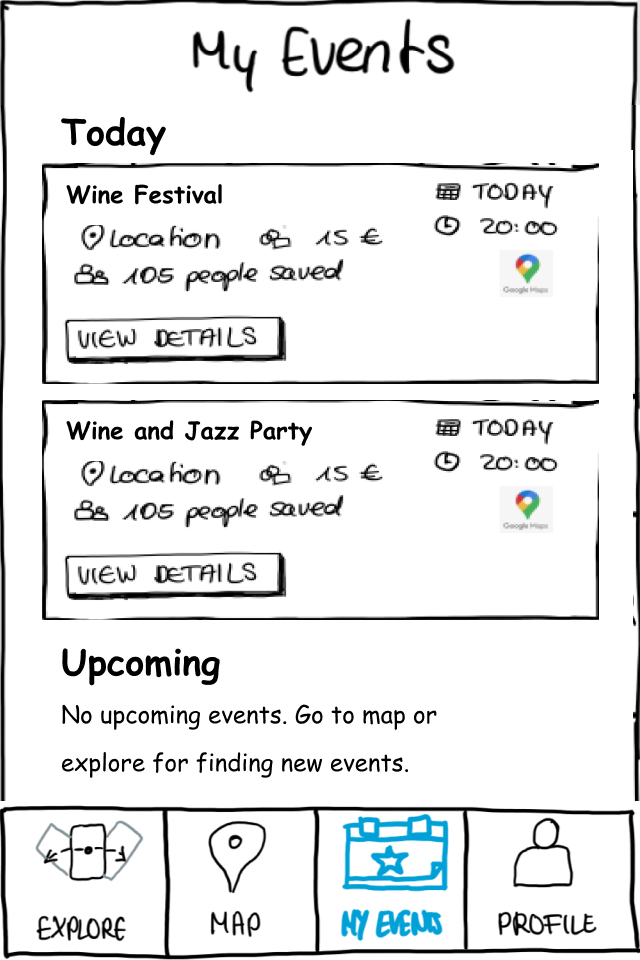 My Events
Today
Wine Festival
TODAY
Location 15 €
20:00
105 people saved
Google Maps
VIEW DETAILS
Wine and Jazz Party
TODAY
Location 15 €
20:00
105 people saved
Google Maps
VIEW DETAILS
Upcoming
No upcoming events. Go to map or
explore for finding new events.
EXPLORE
MAP
MY EVENTS
PROFILE